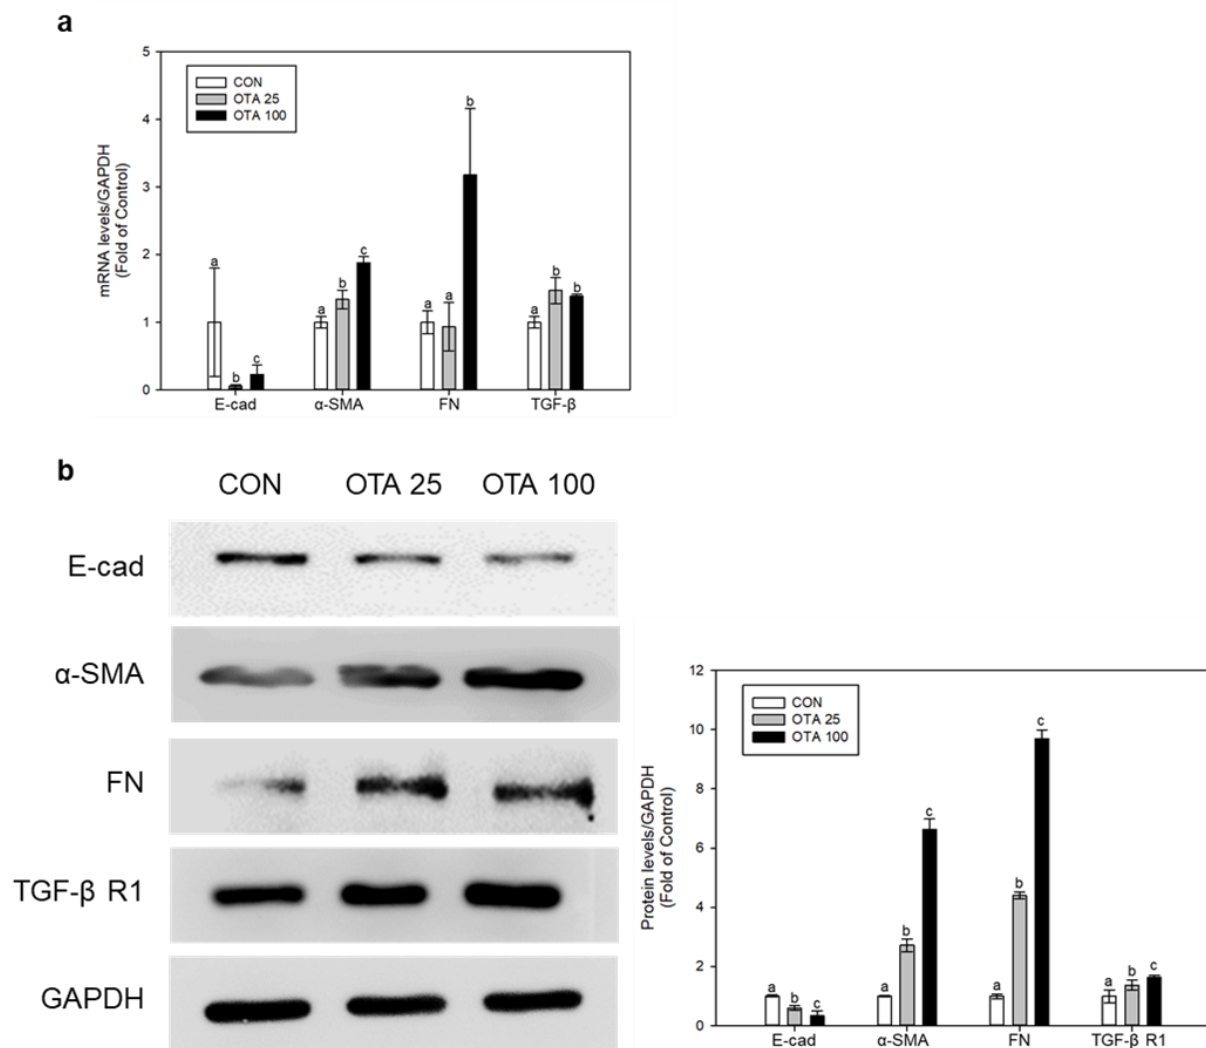 a
5
4
3
2
1
0
mRNA levels/GAPDH
(Fold of Control)
CON
OTA 25
OTA 100
a
b
c
a
b
c
a
a
b
a
b
b
E-cad
α-SMA
FN
TGF-β
b
CON OTA 25 OTA 100
E-cad
α-SMA
FN
TGF-β R1
GAPDH
12
10
8
6
4
2
0
Protein levels/GAPDH
(Fold of Control)
CON
OTA 25
OTA 100
a
b
c
a
b
c
a
b
c
a
b
c
E-cad
α-SMA
FN
TGF-β R1